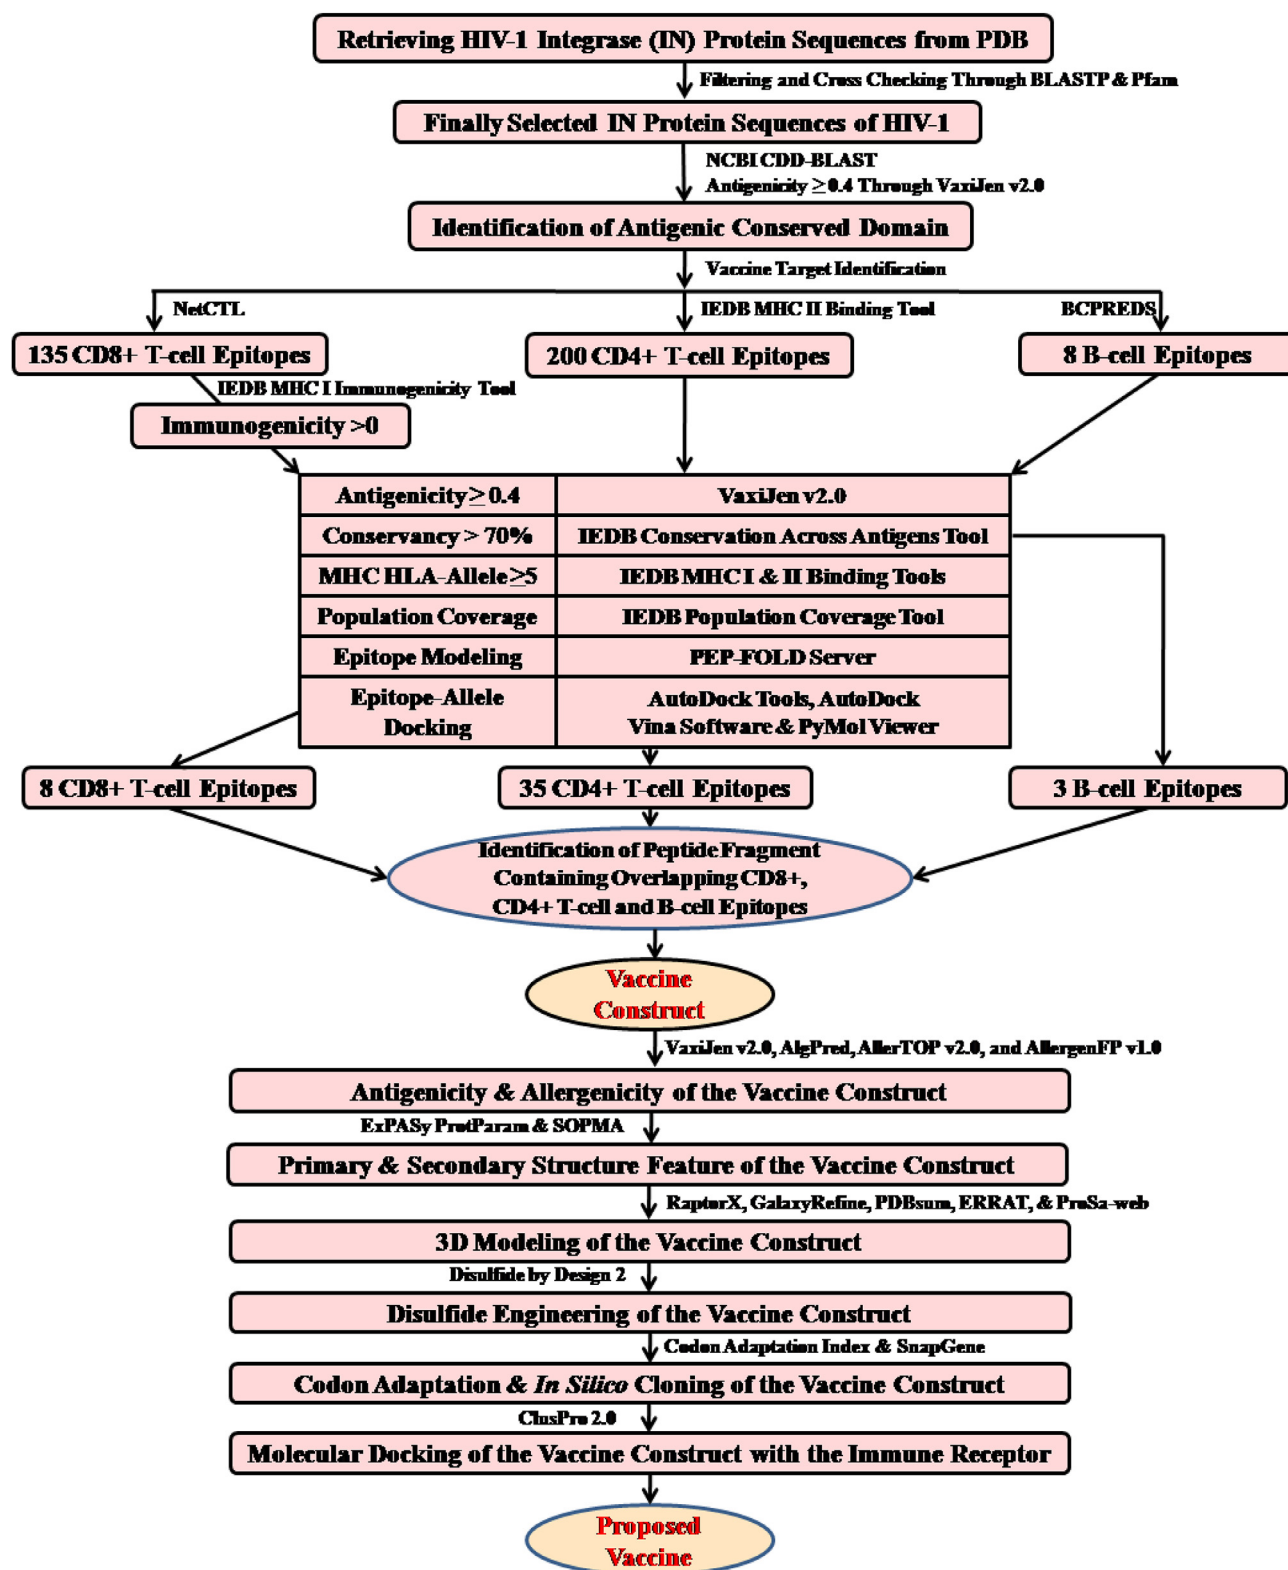 Retrieving HIV-1 Integrase (IN) Protein Sequences from PDB
Filtering and Cross Checking Through BLASTP & Pfam
Finally Selected IN Protein Sequences of HIV-1
NCBI CDD-BLAST
Antigenicity ≥ 0.4 Through VaxiJen v2.0
Identification of Antigenic Conserved Domain
Vaccine Target Identification
NetCTL
IEDB MHC II Binding Tool
BCPREDS
135 CD8+ T-cell Epitopes
200 CD4+ T-cell Epitopes
8 B-cell Epitopes
IEDB MHC I Immunogenicity Tool
Immunogenicity >0
Antigenicity ≥ 0.4
VaxiJen v2.0
Conservancy > 70%
IEDB Conservation Across Antigens Tool
MHC HLA-Allele ≥5
IEDB MHC I & II Binding Tools
Population Coverage
IEDB Population Coverage Tool
Epitope Modeling
PEP-FOLD Server
Epitope-Allele
Docking
AutoDock Tools, AutoDock
Vina Software & PyMol Viewer
8 CD8+ T-cell Epitopes
35 CD4+ T-cell Epitopes
3 B-cell Epitopes
Identification of Peptide Fragment
Containing Overlapping CD8+,
CD4+ T-cell and B-cell Epitopes
Vaccine
Construct
VaxiJen v2.0, AlgPred, AllerTOP v2.0, and AllergenFP v1.0
Antigenicity & Allergenicity of the Vaccine Construct
ExPASy ProtParam & SOPMA
Primary & Secondary Structure Feature of the Vaccine Construct
RaptorX, GalaxyRefine, PDBsum, ERRAT, & ProSa-web
3D Modeling of the Vaccine Construct
Disulfide by Design 2
Disulfide Engineering of the Vaccine Construct
Codon Adaptation Index & SnapGene
Codon Adaptation & In Silico Cloning of the Vaccine Construct
ClusPro 2.0
Molecular Docking of the Vaccine Construct with the Immune Receptor
Proposed
Vaccine